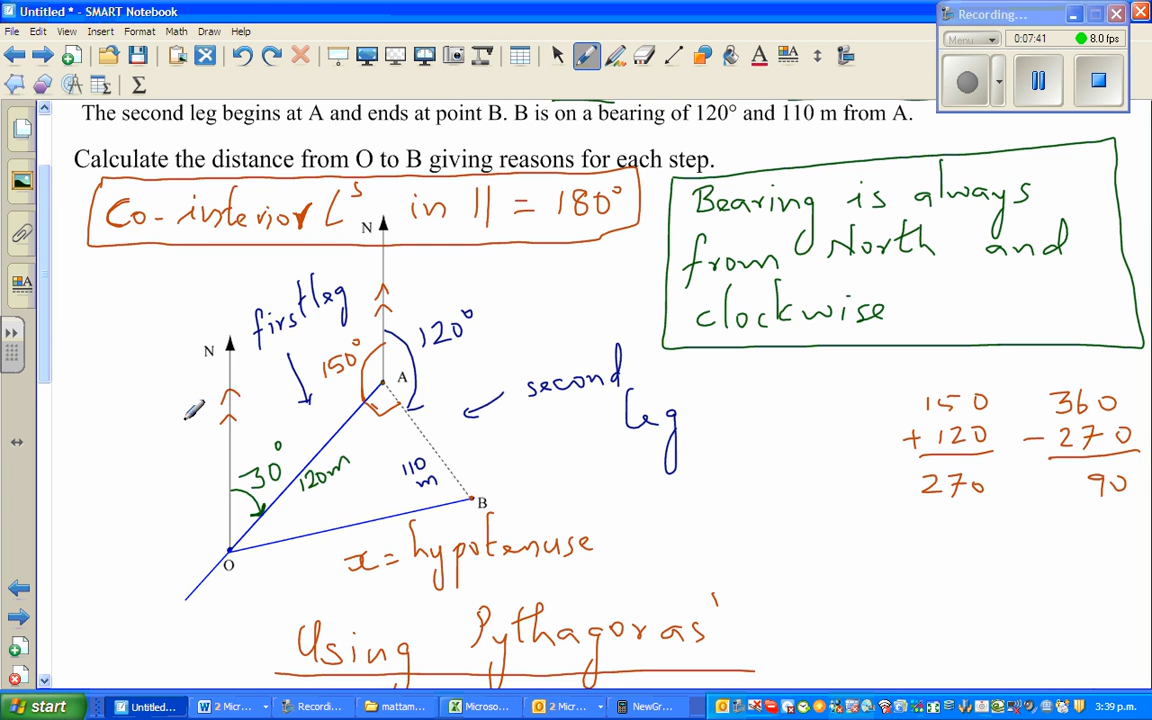 Untitled * - SMART Notebook
Recording...
File Edit View Insert Format Math Draw Help
Menu
0:07:41
8.0 fps
The second leg begins at A and ends at point B. B is on a bearing of 120° and 110 m from A.
Calculate the distance from O to B giving reasons for each step.
Co-interior Ls in || = 180°
Bearing is always
from North and
clockwise
N
first leg
120°
N
150°
A
second
leg
150
+ 120
270
360
- 270
90
30°
120m
110
m
B
O
x = hypotenuse
Using Pythagoras'
start
Untitled...
2 Micr...
Recordi...
mattam...
Microso...
2 Micr...
NewGr...
3:39 p.m.